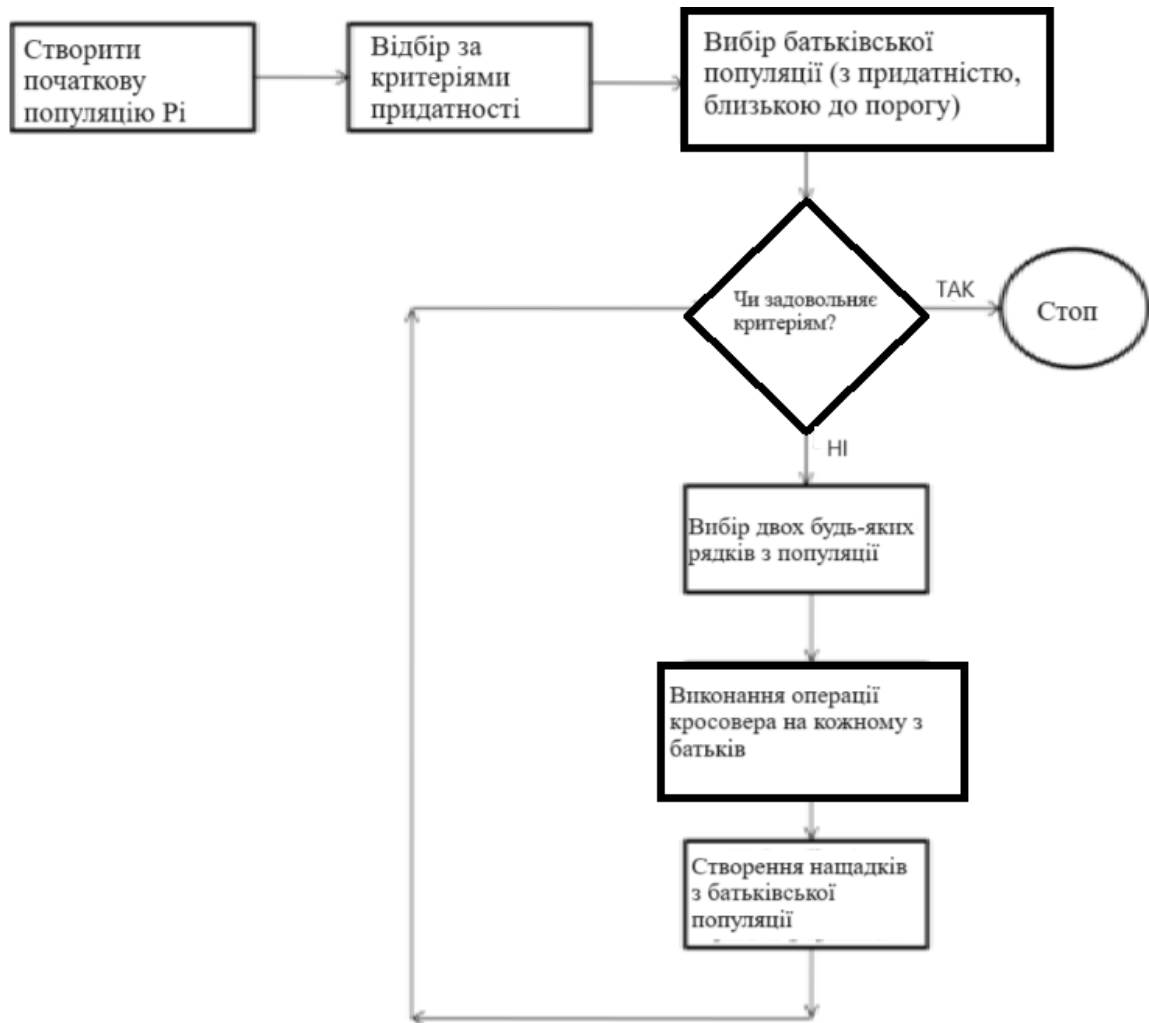 Створити
початкову
популяцію Pi
Відбір за
критеріями
придатності
Вибір батьківської
популяції (з придатністю,
близькою до порогу)
Чи задовольняє
критеріям?
ТАК
Стоп
НІ
Вибір двох будь-яких
рядків з популяції
Виконання операції
кросовера на кожному з
батьків
Створення нащадків
з батьківської
популяції